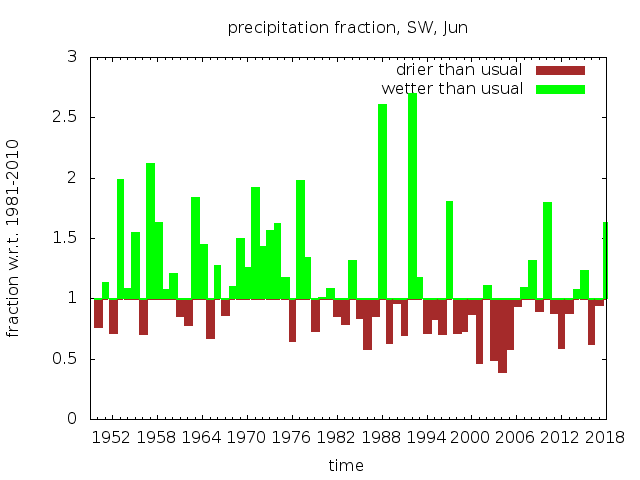 precipitation fraction, SW, Jun
drier than usual
wetter than usual
fraction w.r.t. 1981-2010
3
2.5
2
1.5
1
0.5
0
1952 1958 1964 1970 1976 1982 1988 1994 2000 2006 2012 2018
time